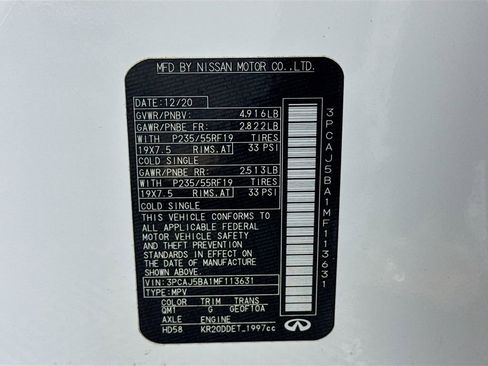 MFD BY NISSAN MOTOR CO.,LTD.
DATE: 12/20
GVWR/PNBV: 4.916LB
GAWR/PNBE FR: 2.822LB
WITH P235/55RF19 TIRES
19X7.5 RIMS.AT 33 PSI
COLD SINGLE
GAWR/PNBE RR: 2.513LB
WITH P235/55RF19 TIRES
19X7.5 RIMS.AT 33 PSI
COLD SINGLE
THIS VEHICLE CONFORMS TO
ALL APPLICABLE FEDERAL
MOTOR VEHICLE SAFETY
AND THEFT PREVENTION
STANDARDS IN EFFECT ON
THE DATE OF MANUFACTURE
SHOWN ABOVE.
VIN: 3PCAJ5BA1MF113631
TYPE: MPV
COLOR TRIM TRANS
QM1 G GEOFTOA
AXLE ENGINE
HD58 KR20DDET_1997cc
INFINITI
3PCAJ5BA1MF113631